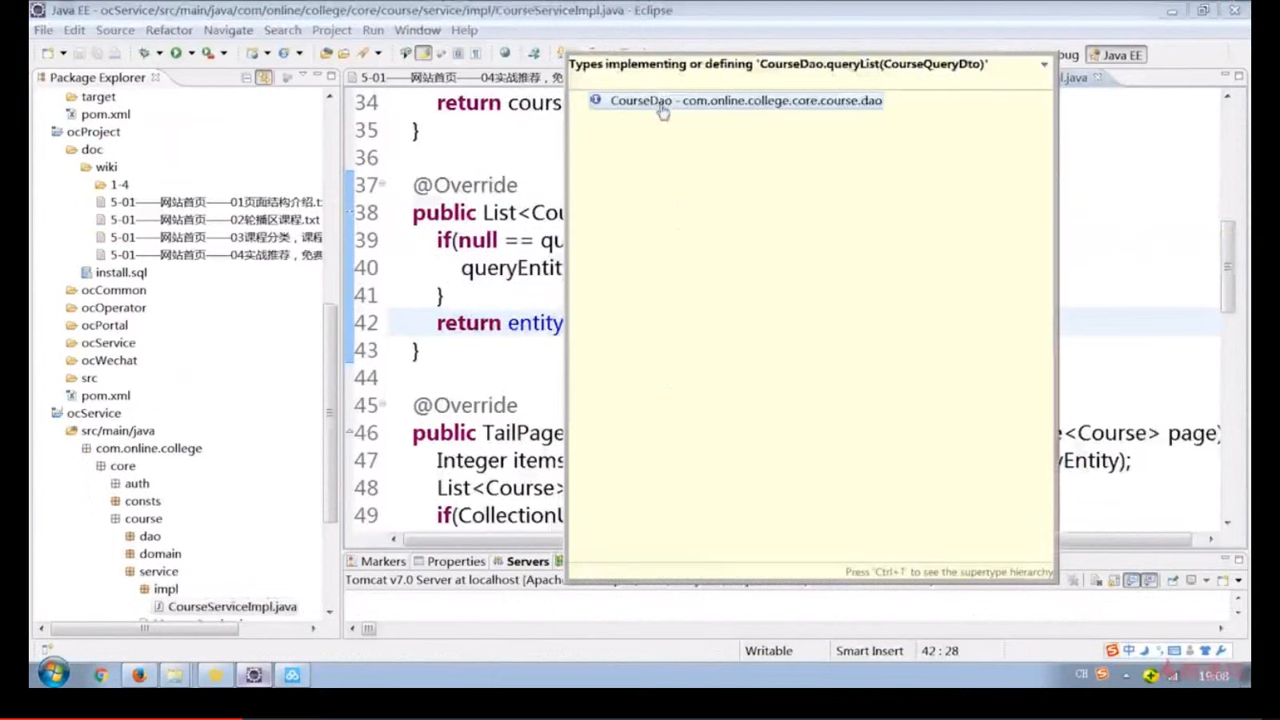 Java EE - ocService/src/main/java/com/online/college/core/course/service/impl/CourseServiceImpl.java - Eclipse
File Edit Source Refactor Navigate Search Project Run Window Help
bug Java EE
Package Explorer
5-01——网站首页——04实战推荐，免
l.java
target
pom.xml
ocProject
doc
wiki
1-4
5-01——网站首页——01页面结构介绍.t
5-01——网站首页——02轮播区课程.txt
5-01——网站首页——03课程分类，课程
5-01——网站首页——04实战推荐，免费
install.sql
ocCommon
ocOperator
ocPortal
ocService
ocWechat
src
pom.xml
ocService
src/main/java
com.online.college
core
auth
consts
course
dao
domain
service
impl
CourseServiceImpl.java
34 return cours
35 }
36
37 @Override
38 public List<Cou
39 if(null == qu
40 queryEntit
41 }
42 return entity
43 }
44
45 @Override
46 public TailPage e<Course> page)
47 Integer items yEntity);
48 List<Course>
49 if(CollectionU
Types implementing or defining 'CourseDao.queryList(CourseQueryDto)'
CourseDao - com.online.college.core.course.dao
Press 'Ctrl+T' to see the supertype hierarchy
Markers Properties Servers
Tomcat v7.0 Server at localhost [Apach
Writable Smart Insert 42 : 28
中
CH 19:08